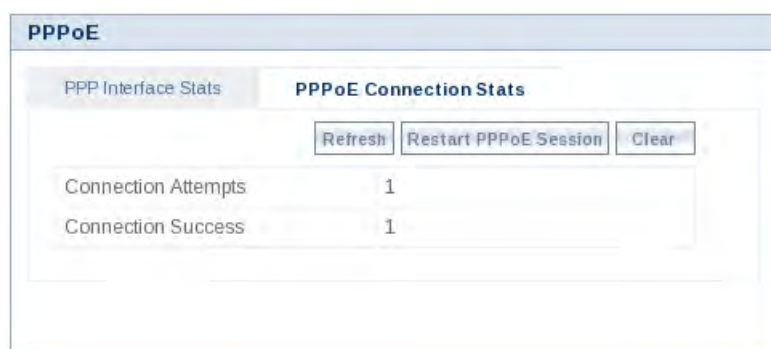 PPPoE
PPP Interface Stats PPPoE Connection Stats
Refresh Restart PPPoE Session Clear
Connection Attempts 1
Connection Success 1